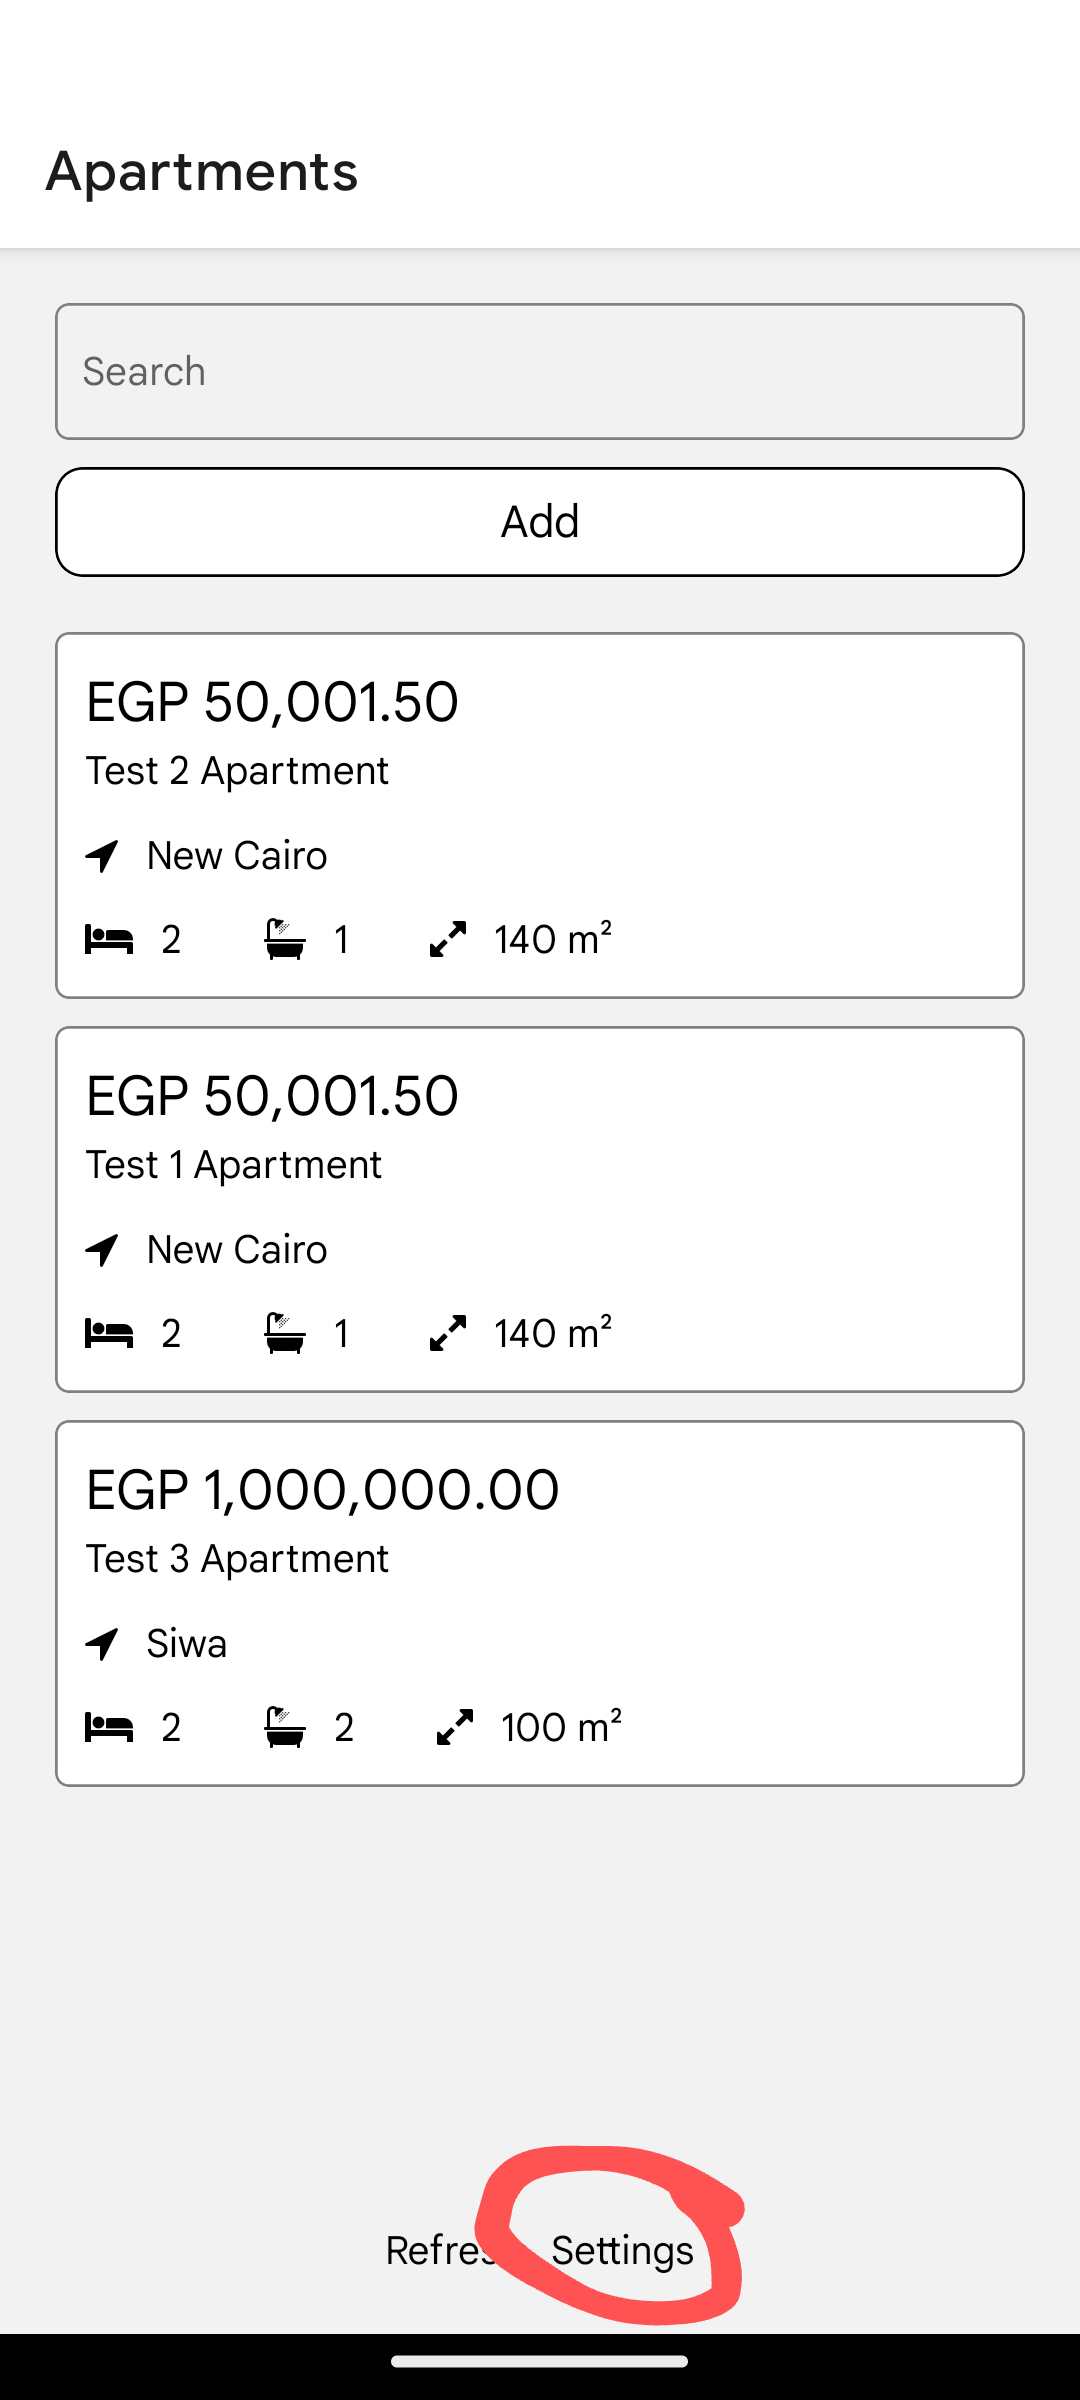 Apartments
Search
Add
EGP 50,001.50
Test 2 Apartment
New Cairo
2 1 140 m²
EGP 50,001.50
Test 1 Apartment
New Cairo
2 1 140 m²
EGP 1,000,000.00
Test 3 Apartment
Siwa
2 2 100 m²
Settings